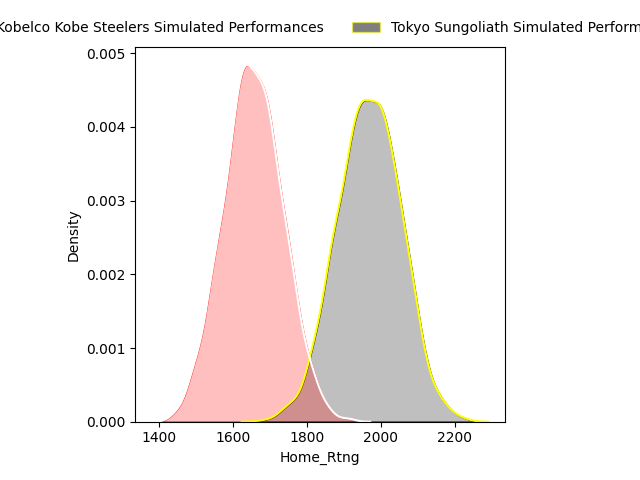 Kobelco Kobe Steelers Simulated Performances
Tokyo Sungoliath Simulated Perform
0.005
0.004
0.003
0.002
0.001
0.000
Density
1400 1600 1800 2000 2200
Home_Rtng